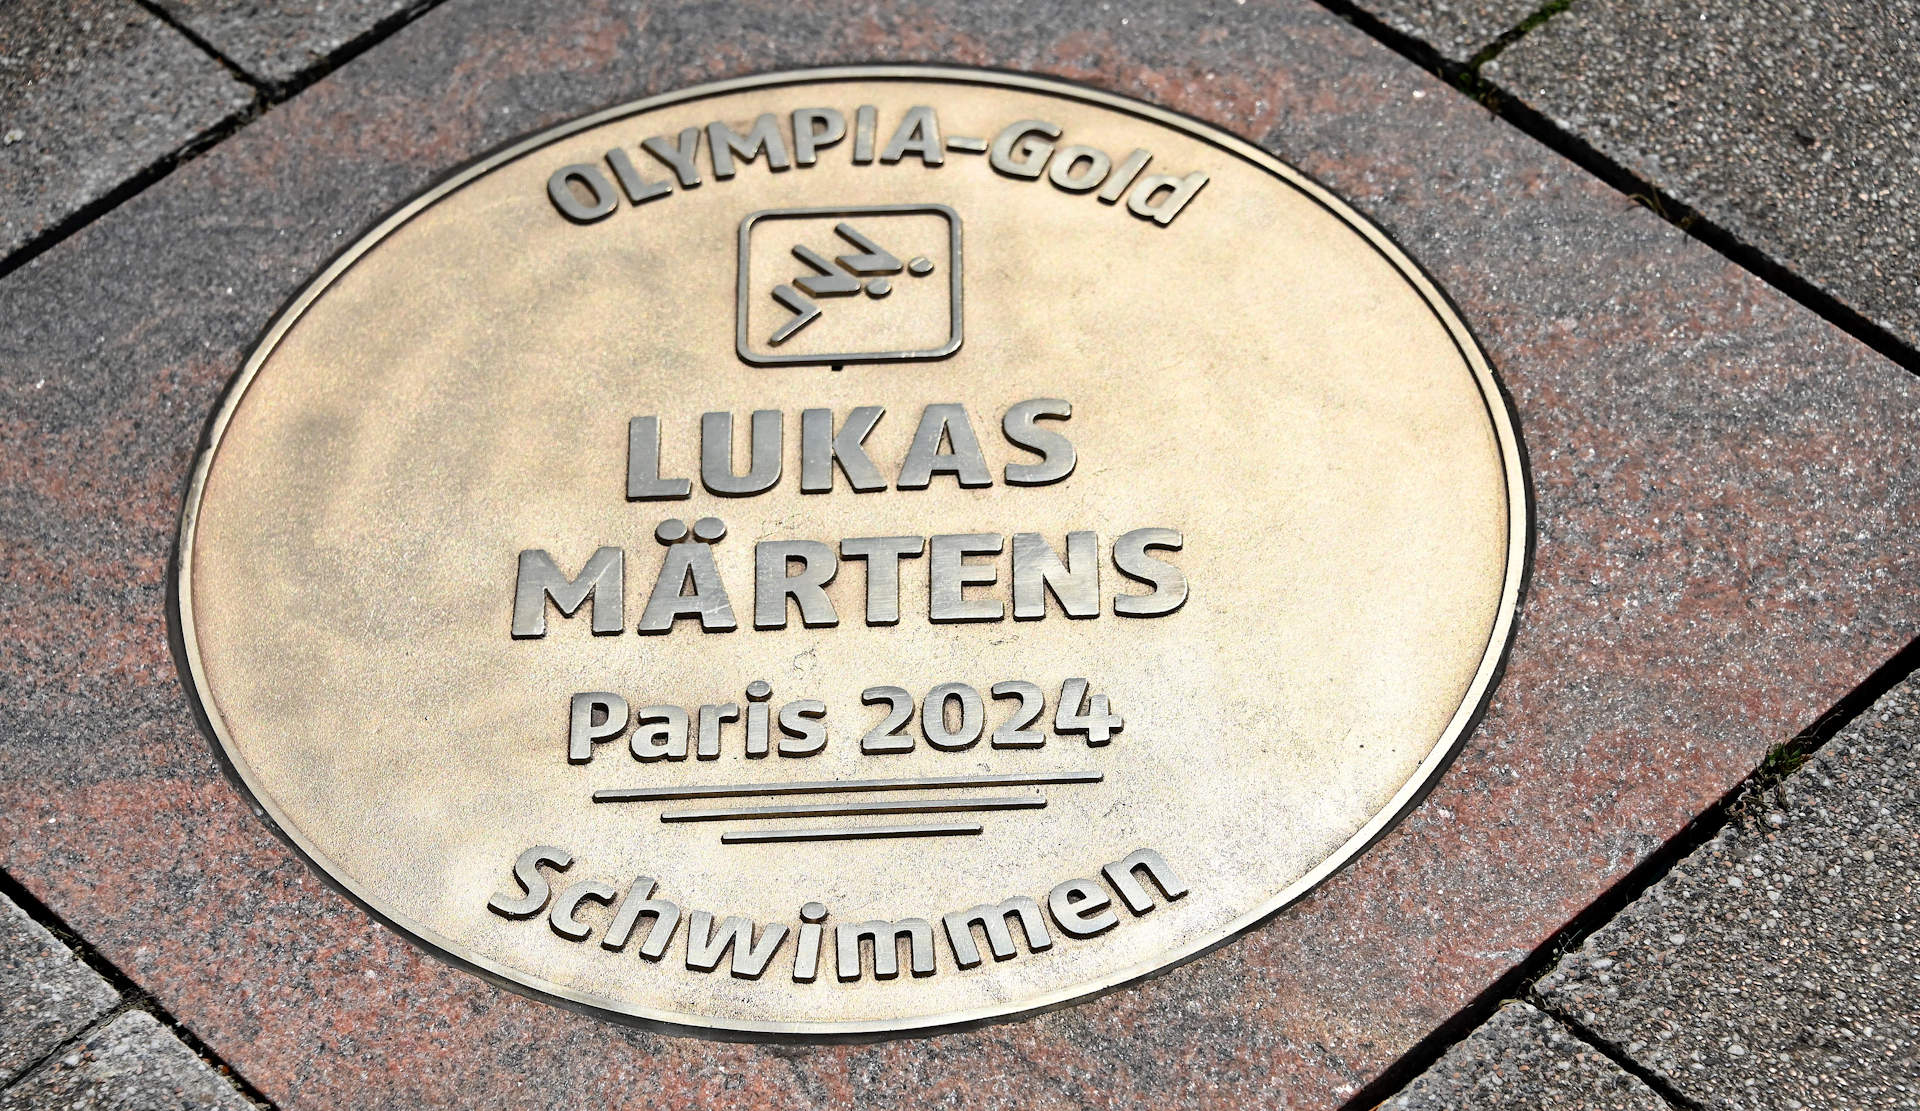 OLYMPIA-Gold
LUKAS
MÄRTENS
Paris 2024
Schwimmen